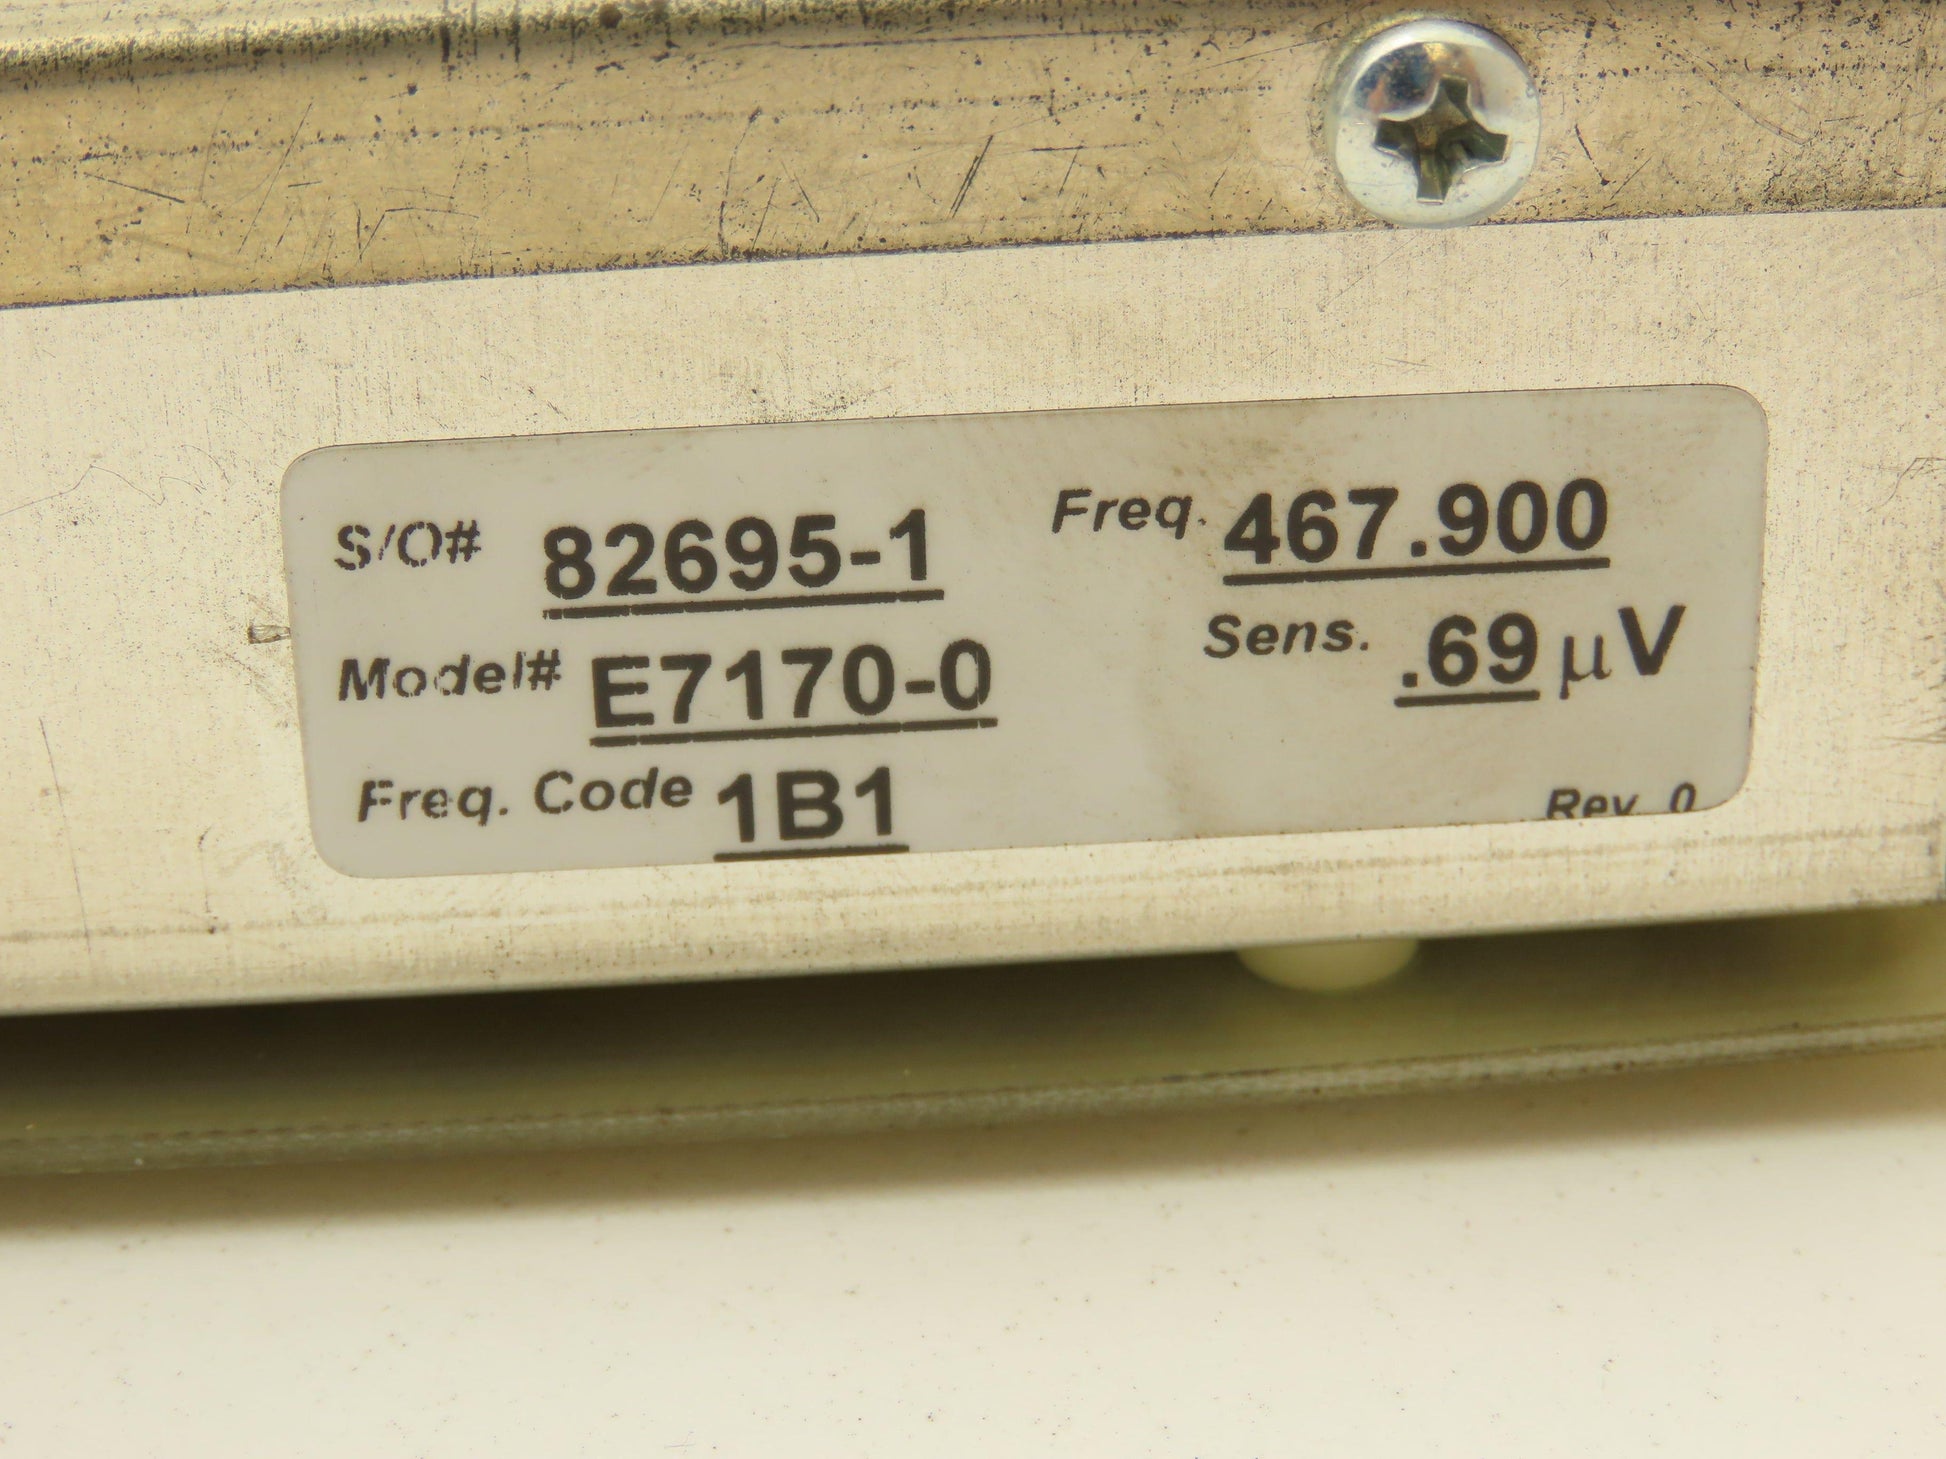 S/O# 82695-1 Freq. 467.900
Model# E7170-0 Sens. .69 µV
Freq. Code 1B1 Rev. 0